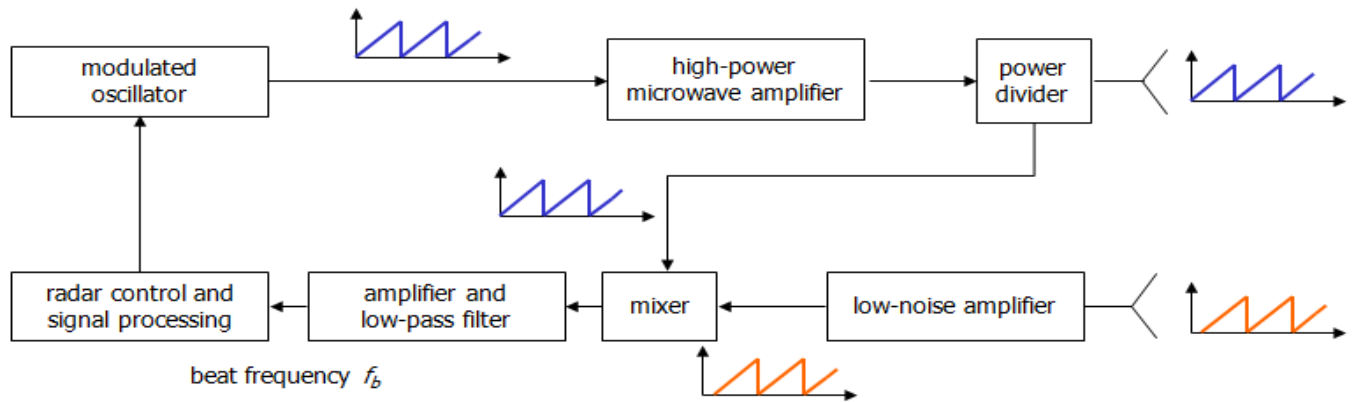 modulated
oscillator
high-power
microwave amplifier
power
divider
radar control and
signal processing
amplifier and
low-pass filter
mixer
low-noise amplifier
beat frequency f_b